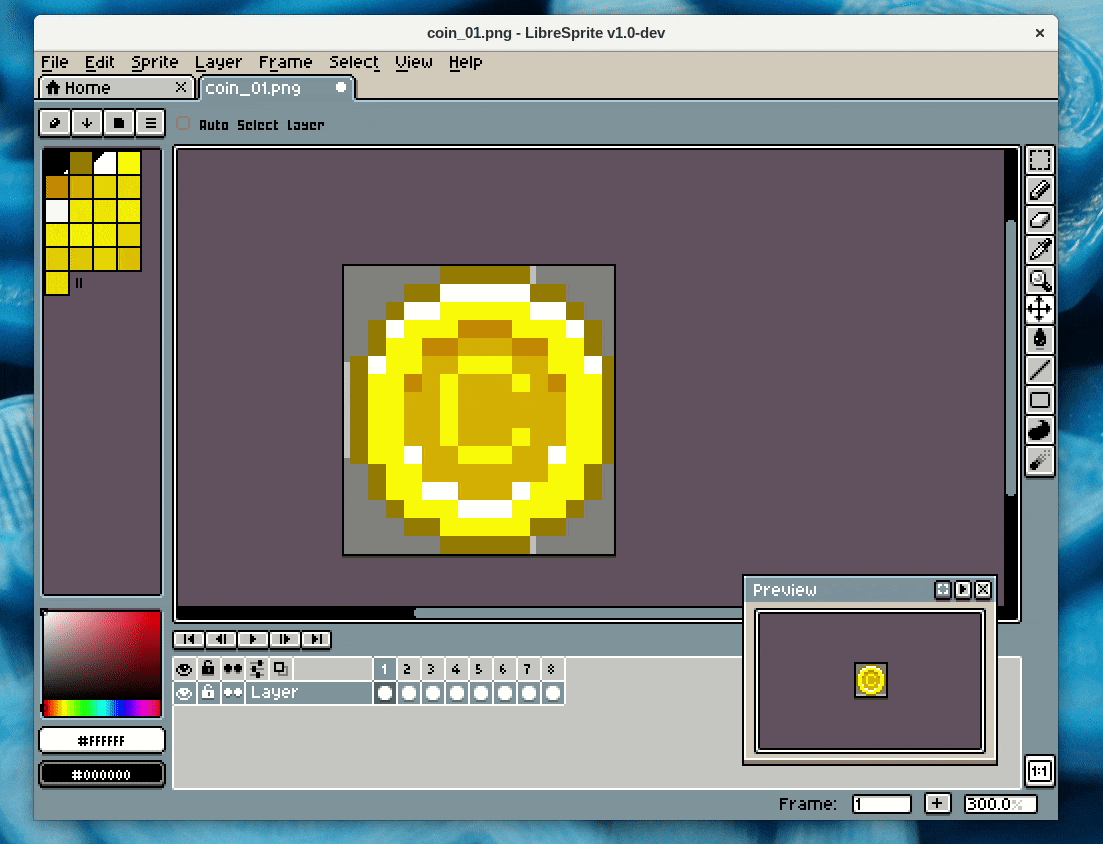 coin_01.png - LibreSprite v1.0-dev
File Edit Sprite Layer Frame Select View Help
Home coin_01.png
Auto Select Layer
C
Preview
1 2 3 4 5 6 7 8
Layer
#FFFFFF
#000000
1:1
Frame: 1 + 300.0%